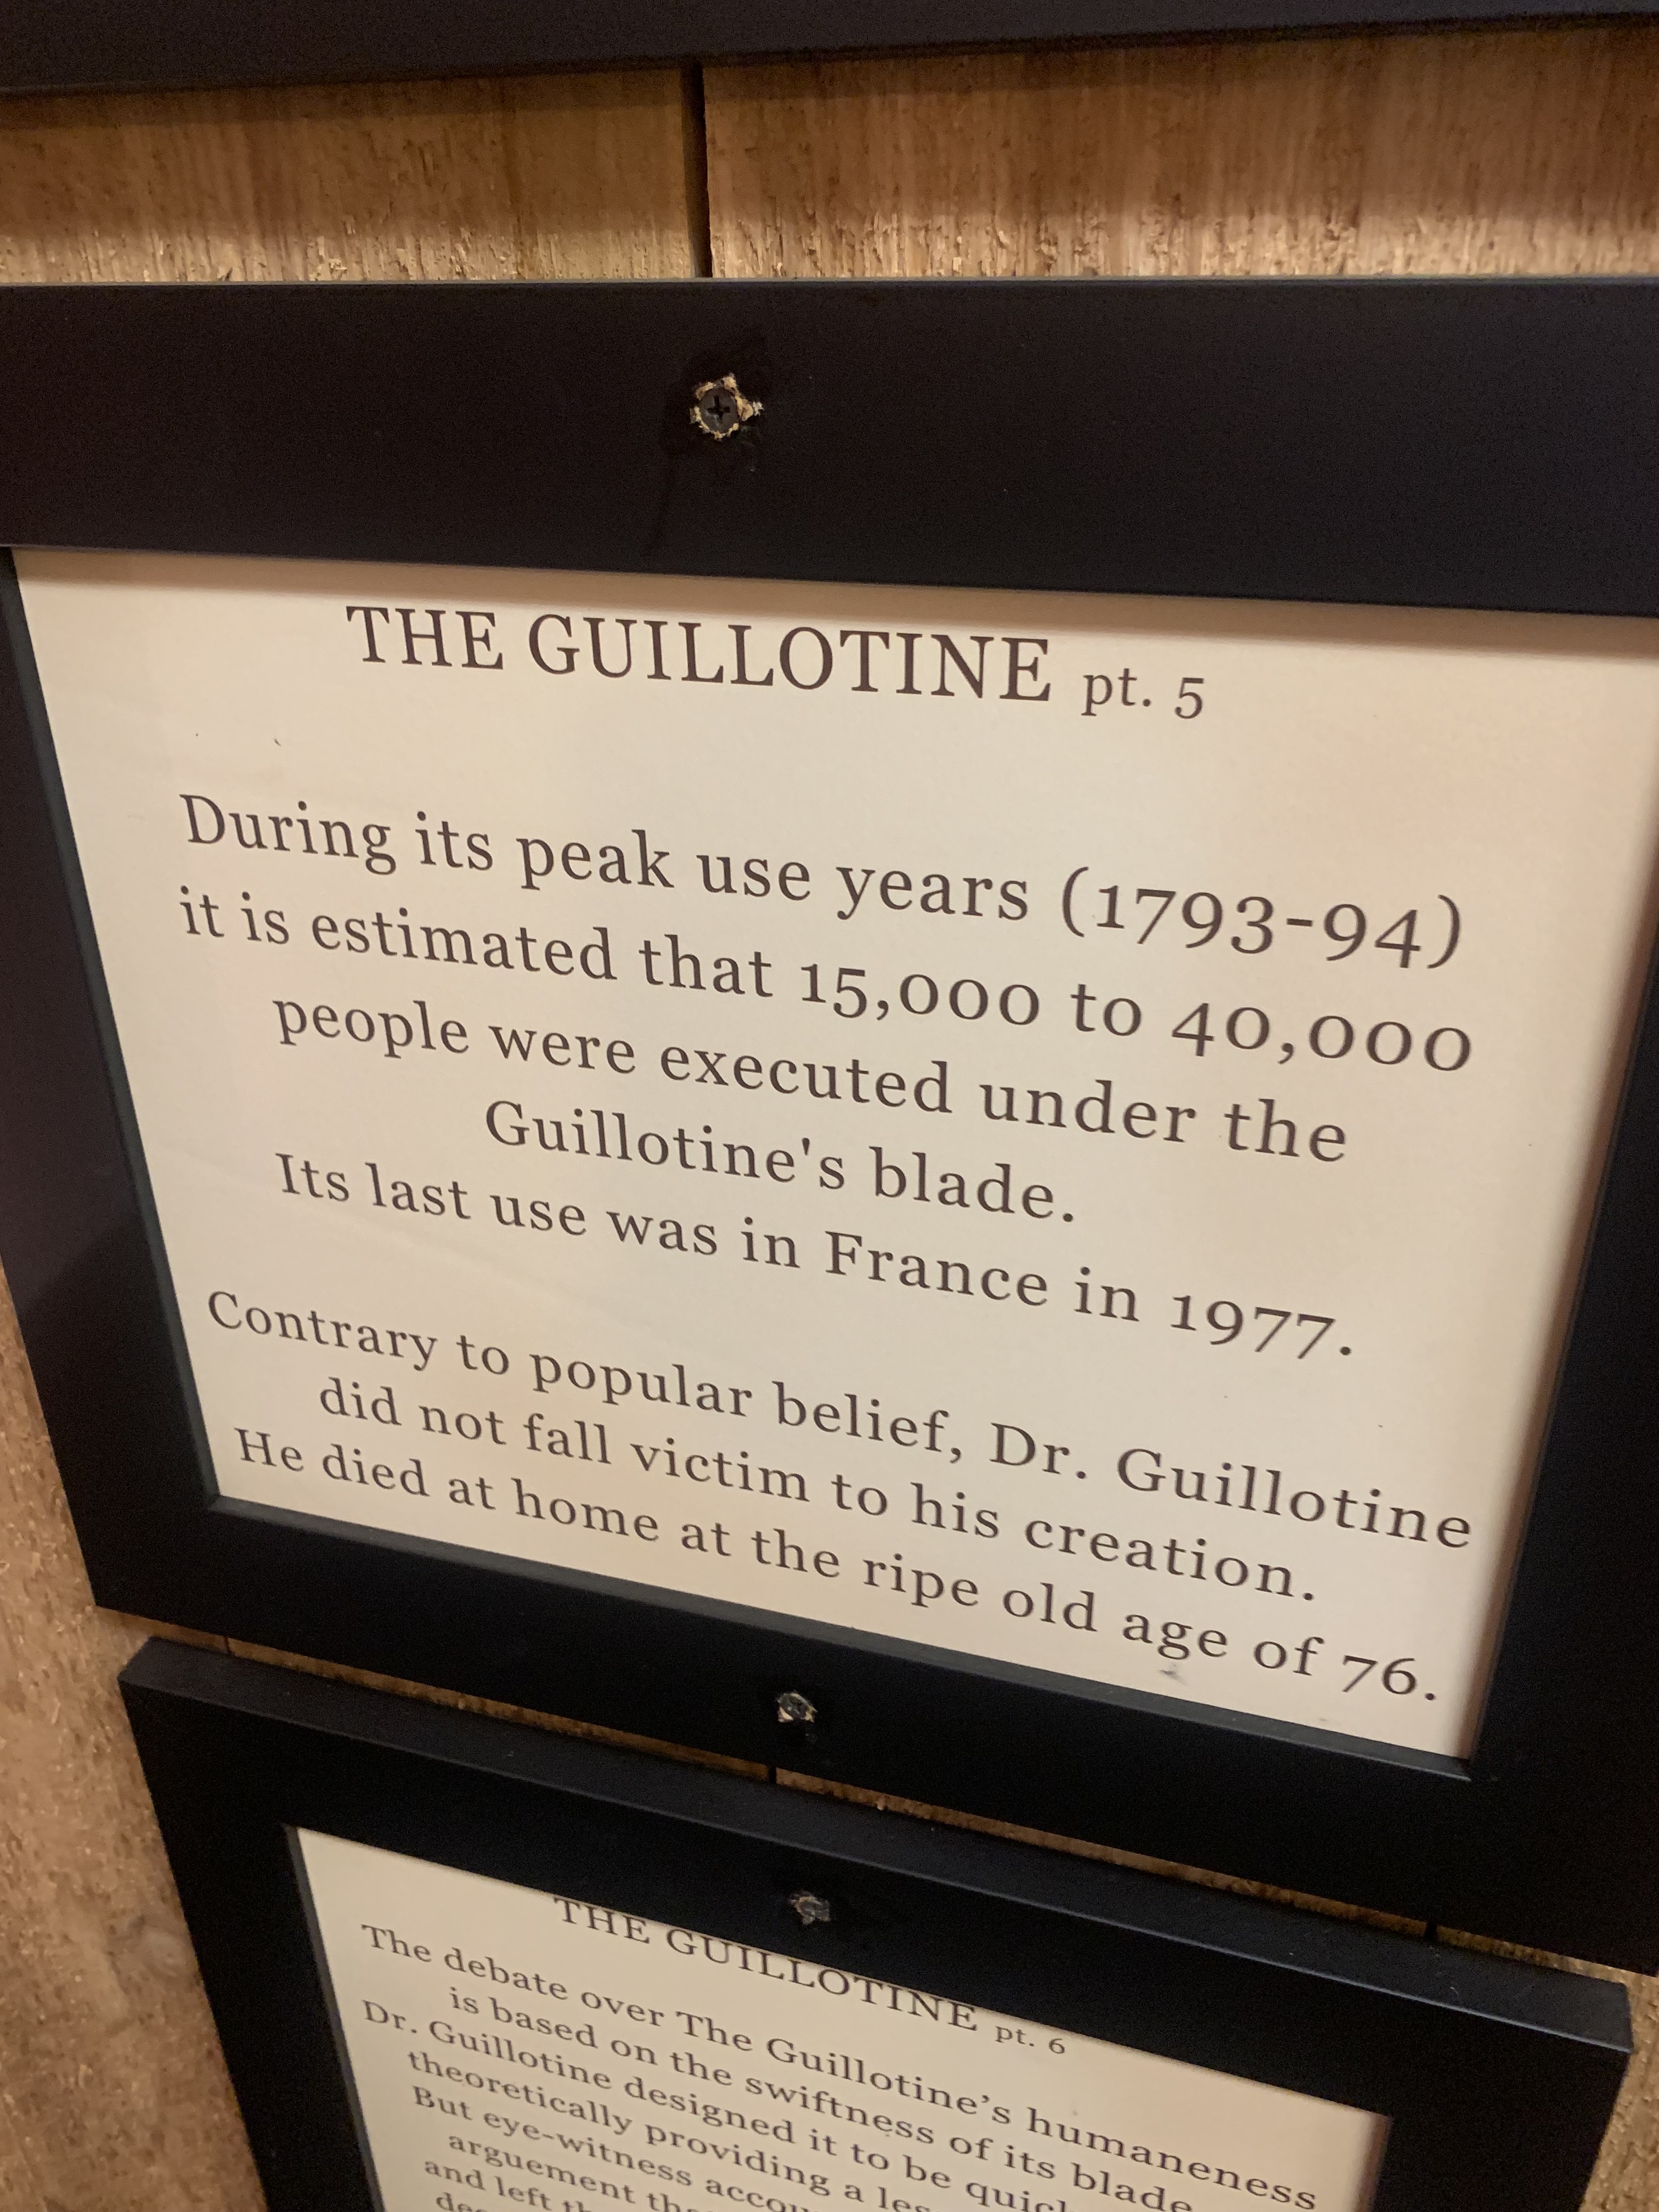 THE GUILLOTINE pt. 5
During its peak use years (1793-94)
it is estimated that 15,000 to 40,000
people were executed under the
Guillotine's blade.
Its last use was in France in 1977.
Contrary to popular belief, Dr. Guillotine
did not fall victim to his creation.
He died at home at the ripe old age of 76.
THE GUILLOTINE pt. 6
The debate over The Guillotine's humaneness
is based on the swiftness of its blade
Dr. Guillotine designed it to be
theoretically providing a
But eye-witness
arguement
and left